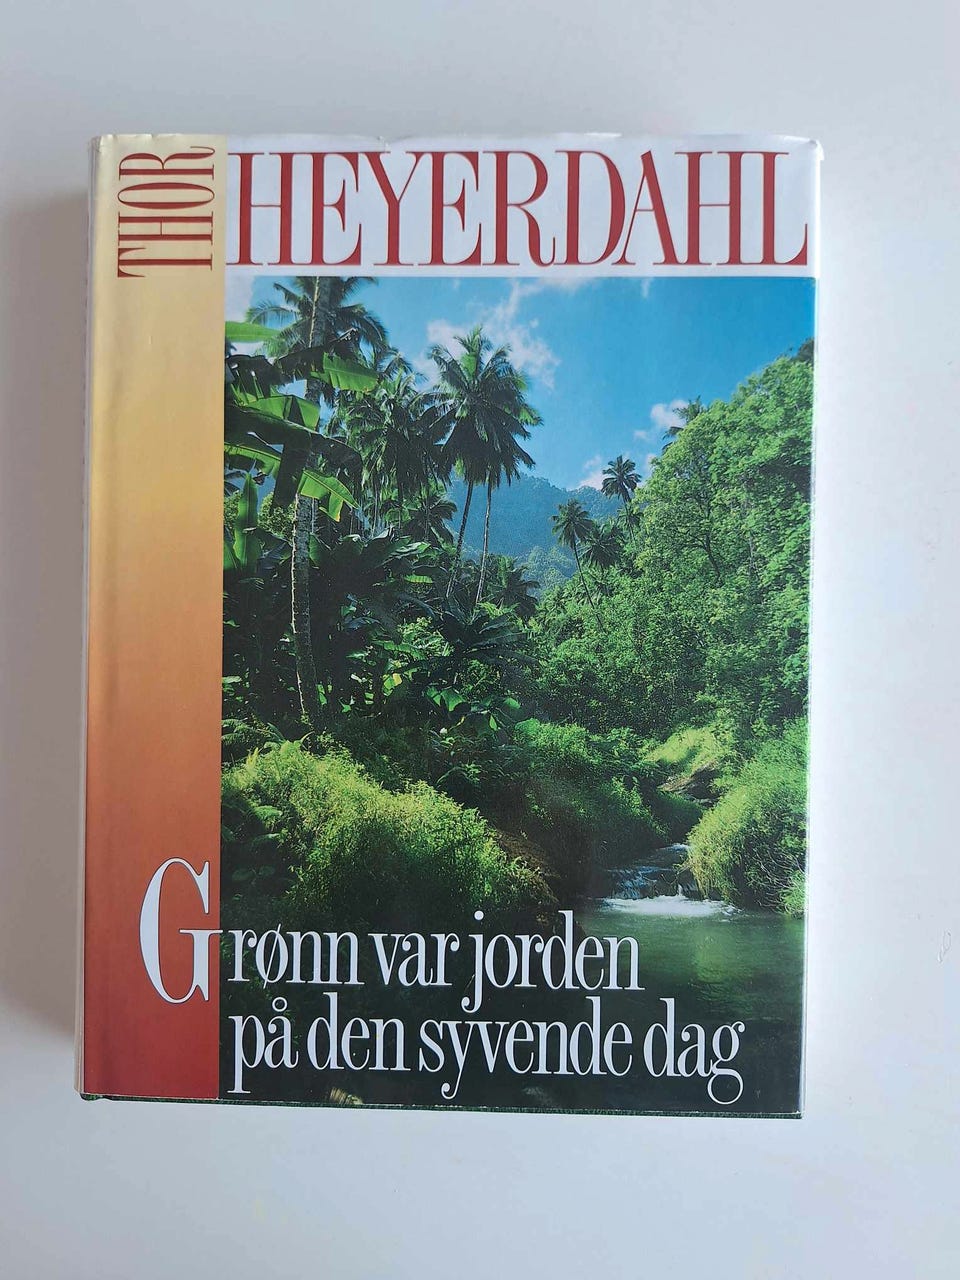 THOR
HEYERDAHL
Grønn var jorden
på den syvende dag